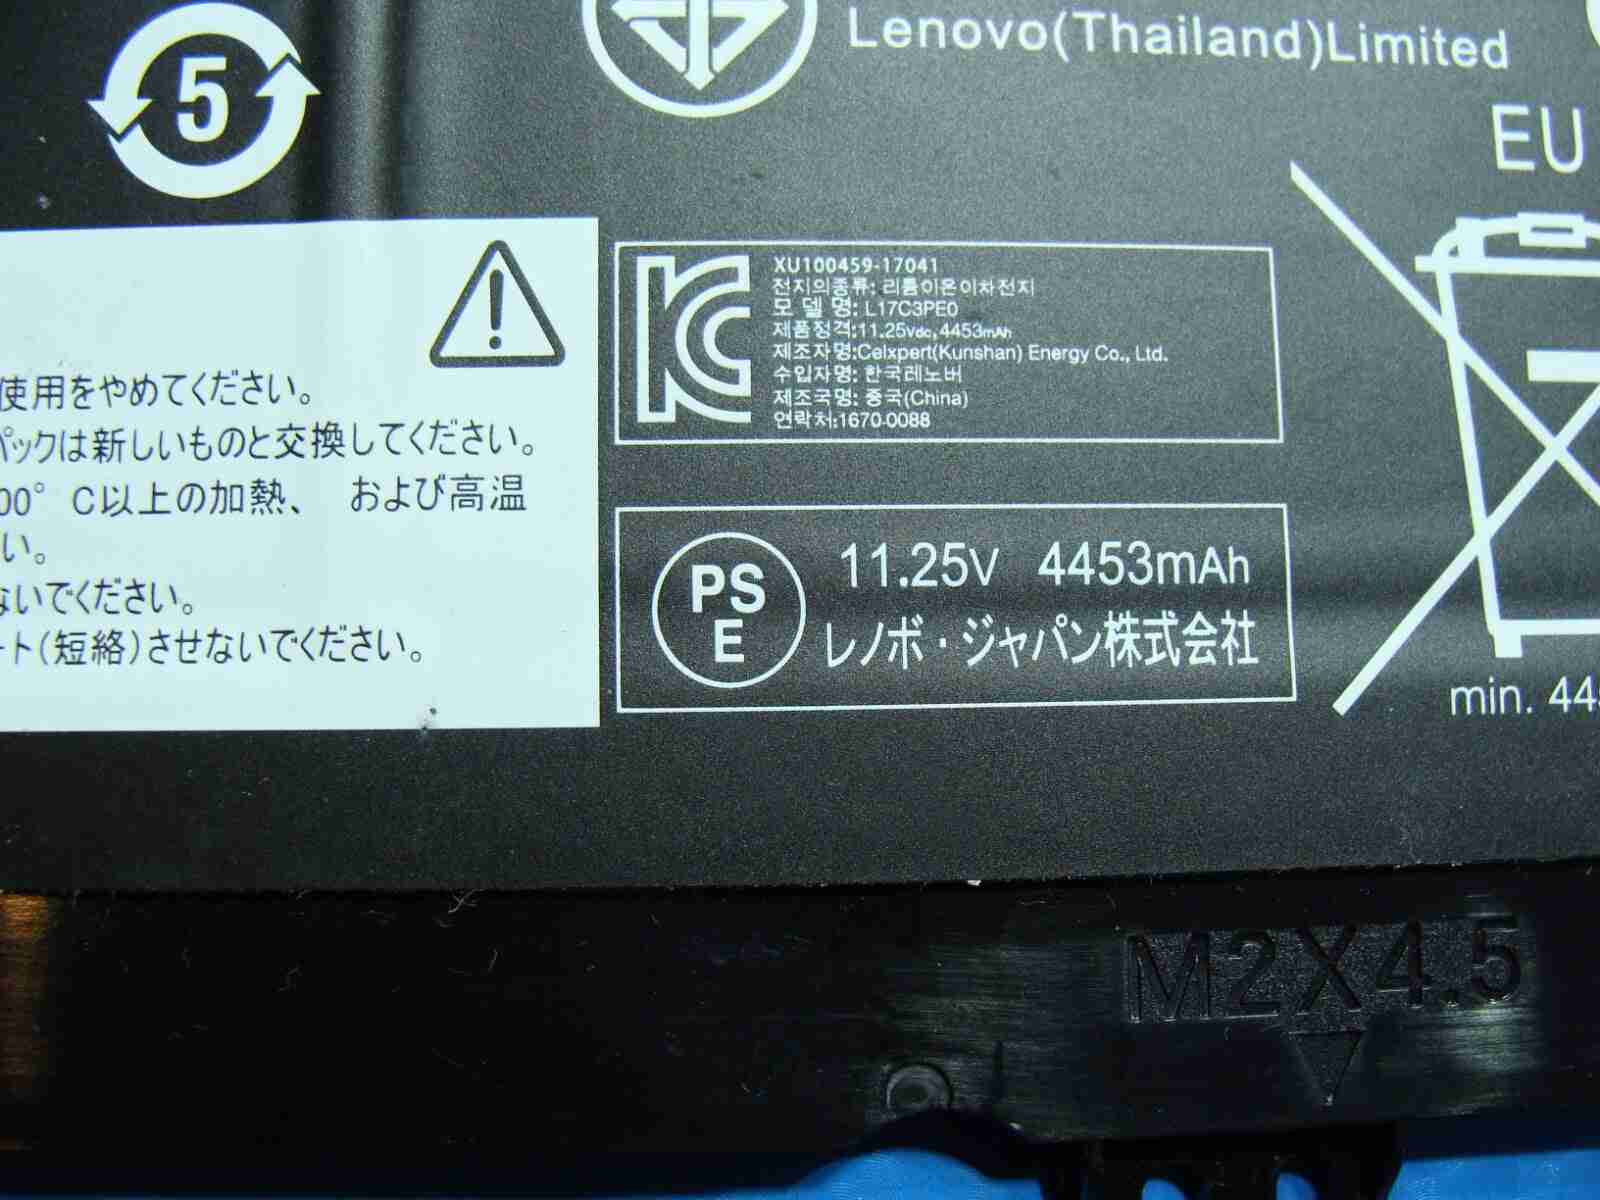 5
Lenovo(Thailand)Limited
EU
使用をやめてください。
パックは新しいものと交換してください。
00°C以上の加熱、 および高温
い。
ないでください。
ート(短絡)させないでください。
XU100459-17041
전지의종류: 리튬이온이차전지
모 델 명: L17C3PE0
제품정격:11.25Vdc,4453mAh
제조자명:Celxpert(Kunshan) Energy Co., Ltd.
수입자명: 한국레노버
제조국명: 중국(China)
연락처:1670-0088
PS
E
11.25V 4453mAh
レノボ・ジャパン株式会社
min. 44
M2X4.5